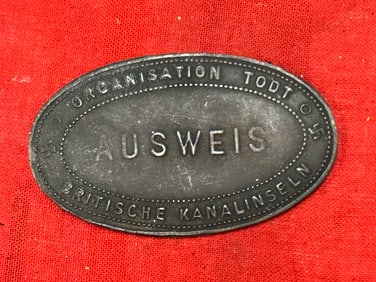 ORGANISATION TODT
AUSWEIS
BRITISCHE KANALINSELN